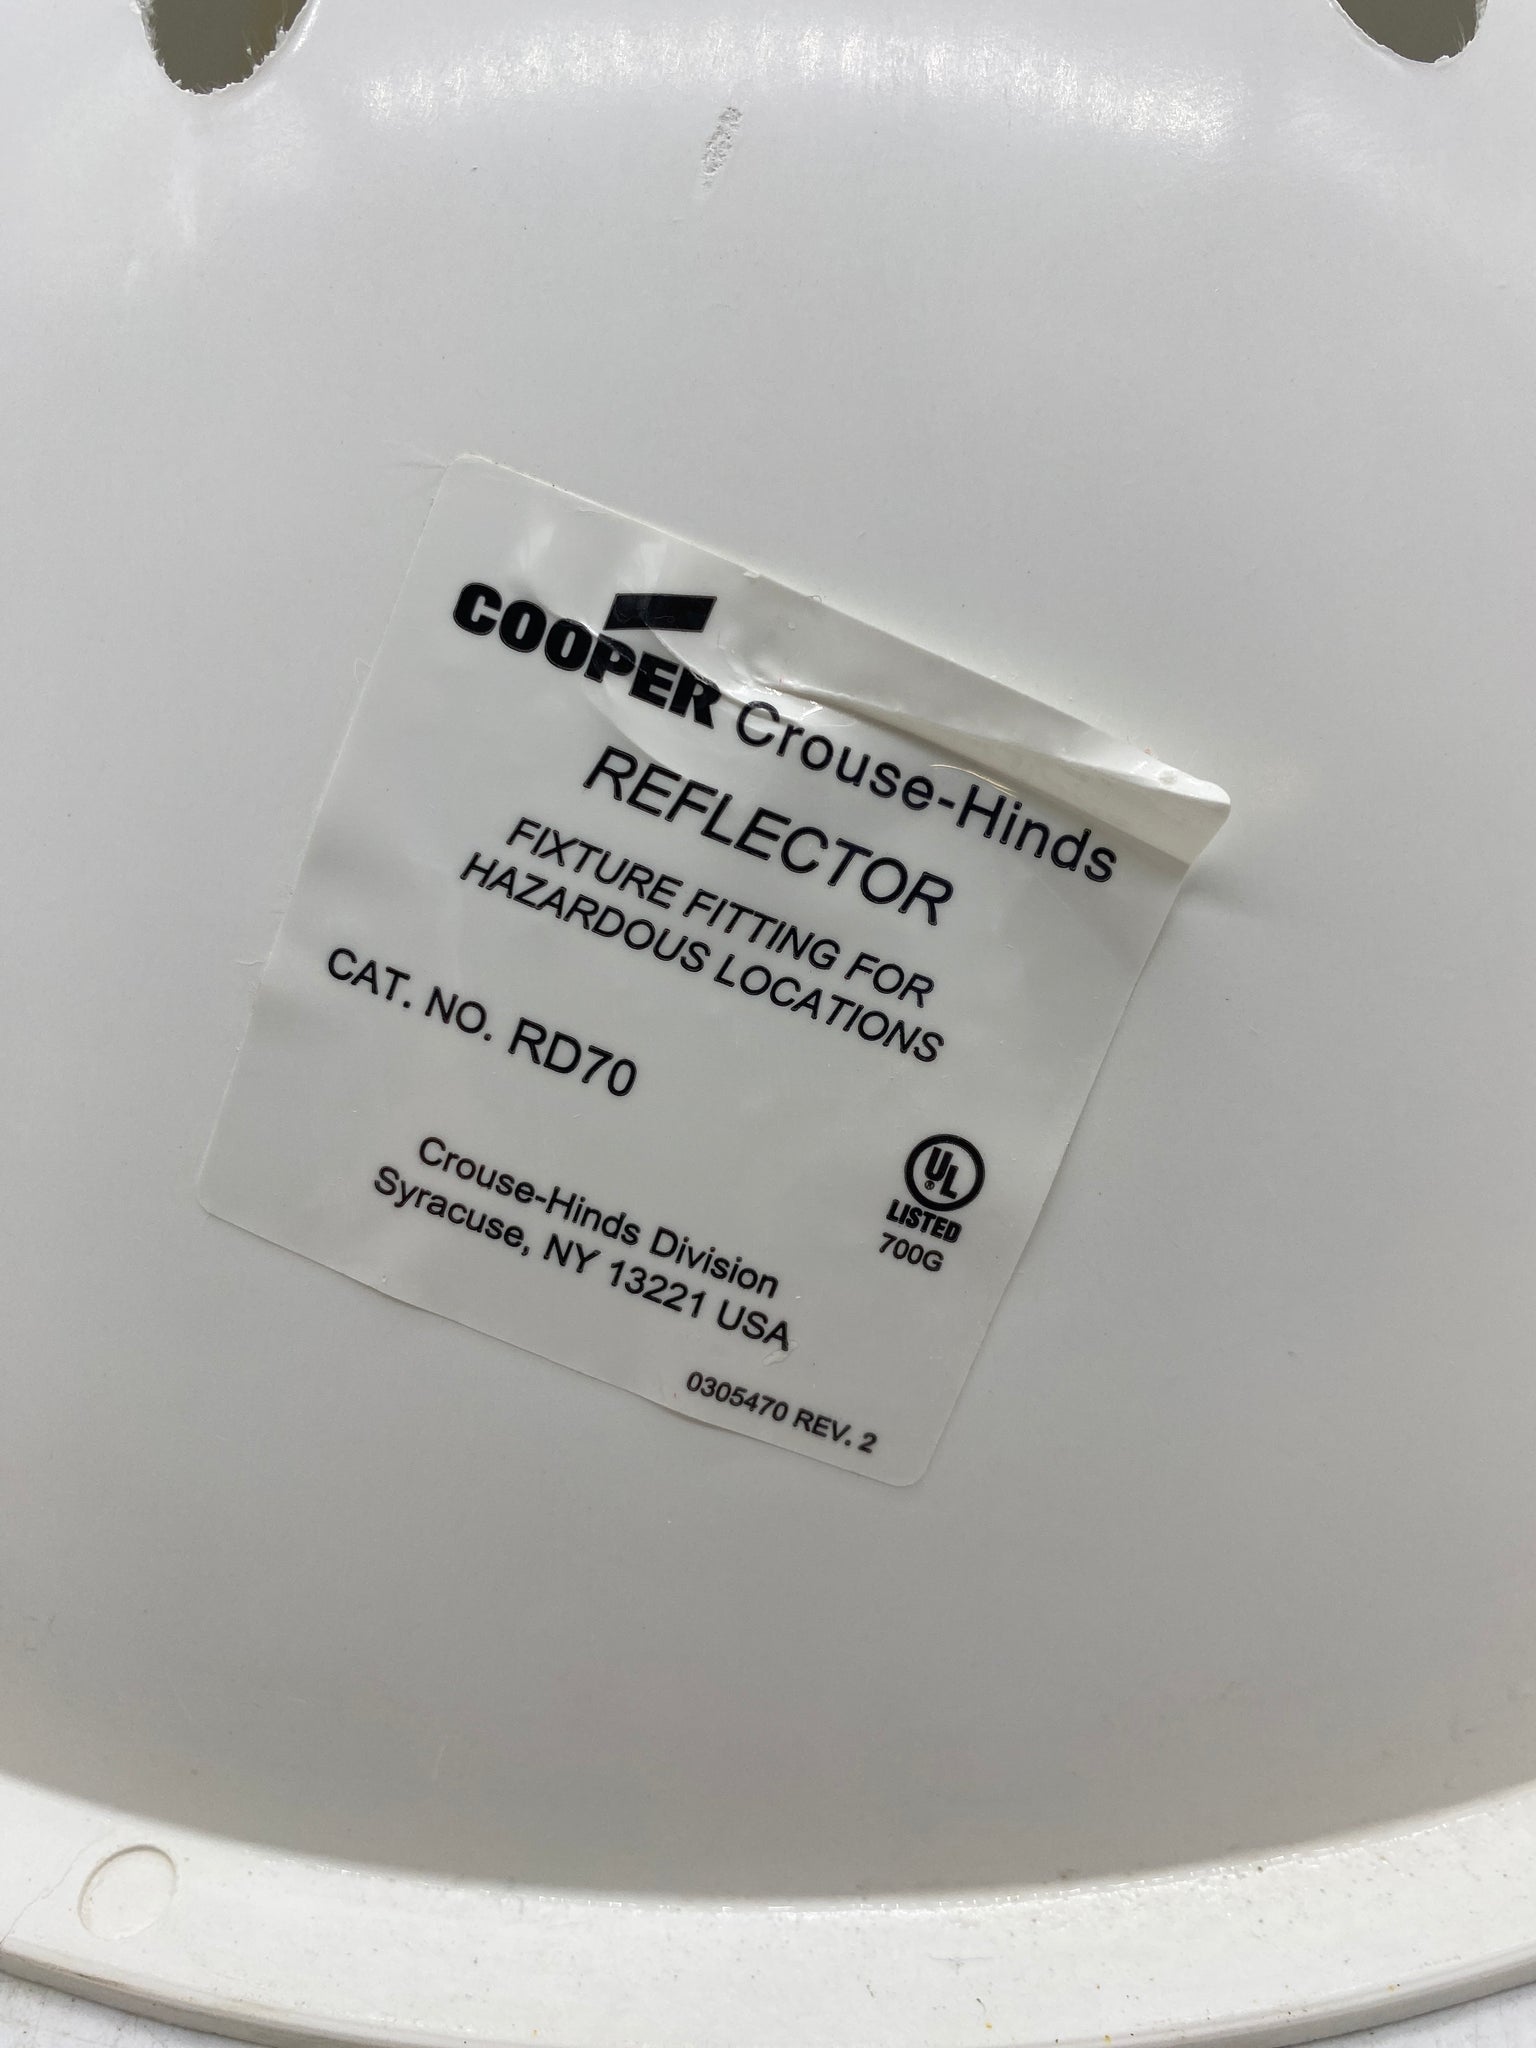 COOPER Crouse-Hinds
REFLECTOR
FIXTURE FITTING FOR
HAZARDOUS LOCATIONS
CAT. NO. RD70
UL
®
LISTED
700G
Crouse-Hinds Division
Syracuse, NY 13221 USA
0305470 REV. 2